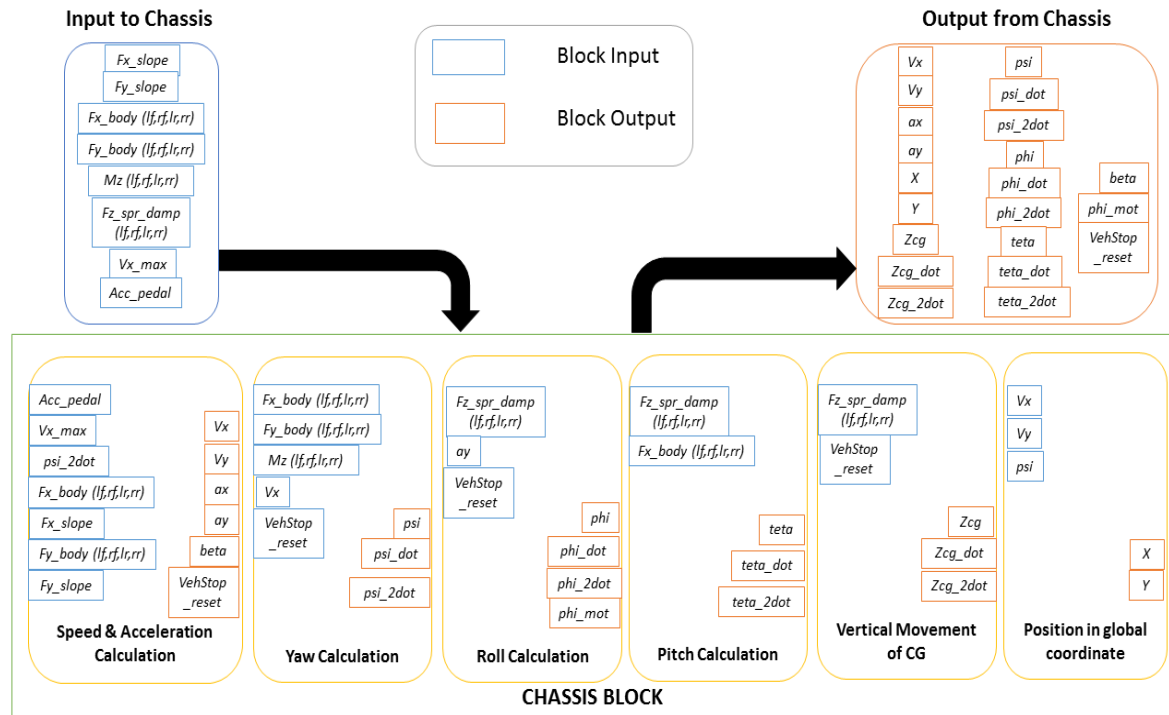 Input to Chassis
Fx_slope
Fy_slope
Fx_body (lf,rf,lr,rr)
Fy_body (lf,rf,lr,rr)
Mz (lf,rf,lr,rr)
Fz_spr_damp
(lf,rf,lr,rr)
Vx_max
Acc_pedal
Block Input
Block Output
Output from Chassis
Vx
Vy
ax
ay
X
Y
Zcg
Zcg_dot
Zcg_2dot
psi
psi_dot
psi_2dot
phi
phi_dot
phi_2dot
teta
teta_dot
teta_2dot
beta
phi_mot
VehStop
_reset
Acc_pedal
Vx_max
psi_2dot
Fx_body (lf,rf,lr,rr)
Fx_slope
Fy_body (lf,rf,lr,rr)
Fy_slope
Vx
Vy
ax
ay
beta
VehStop
_reset
Speed & Acceleration
Calculation
Fx_body (lf,rf,lr,rr)
Fy_body (lf,rf,lr,rr)
Mz (lf,rf,lr,rr)
Vx
VehStop
_reset
psi
psi_dot
psi_2dot
Yaw Calculation
Fz_spr_damp
(lf,rf,lr,rr)
ay
VehStop
_reset
phi
phi_dot
phi_2dot
phi_mot
Roll Calculation
Fz_spr_damp
(lf,rf,lr,rr)
Fx_body (lf,rf,lr,rr)
teta
teta_dot
teta_2dot
Pitch Calculation
Fz_spr_damp
(lf,rf,lr,rr)
VehStop
_reset
Zcg
Zcg_dot
Zcg_2dot
Vertical Movement
of CG
Vx
Vy
psi
X
Y
Position in global
coordinate
CHASSIS BLOCK